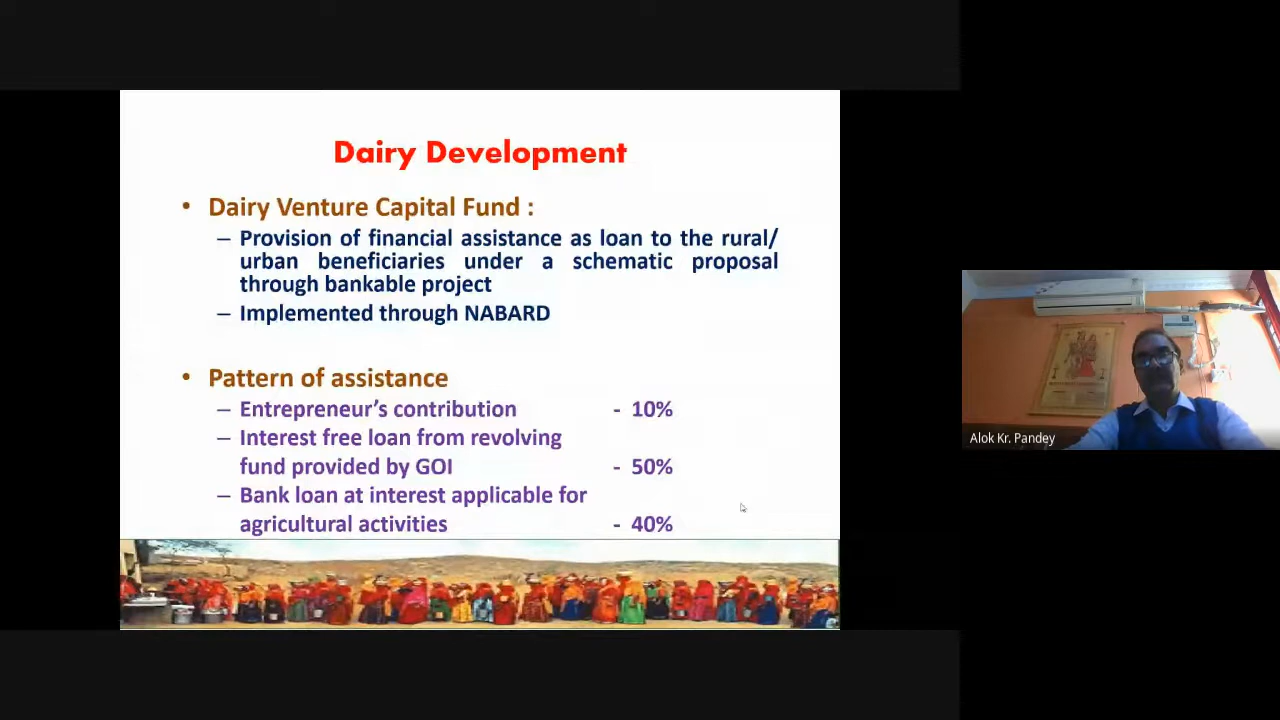 Dairy Development
• Dairy Venture Capital Fund :
– Provision of financial assistance as loan to the rural/
urban beneficiaries under a schematic proposal
through bankable project
– Implemented through NABARD
• Pattern of assistance
– Entrepreneur’s contribution - 10%
– Interest free loan from revolving
fund provided by GOI - 50%
– Bank loan at interest applicable for
agricultural activities - 40%
Alok Kr. Pandey